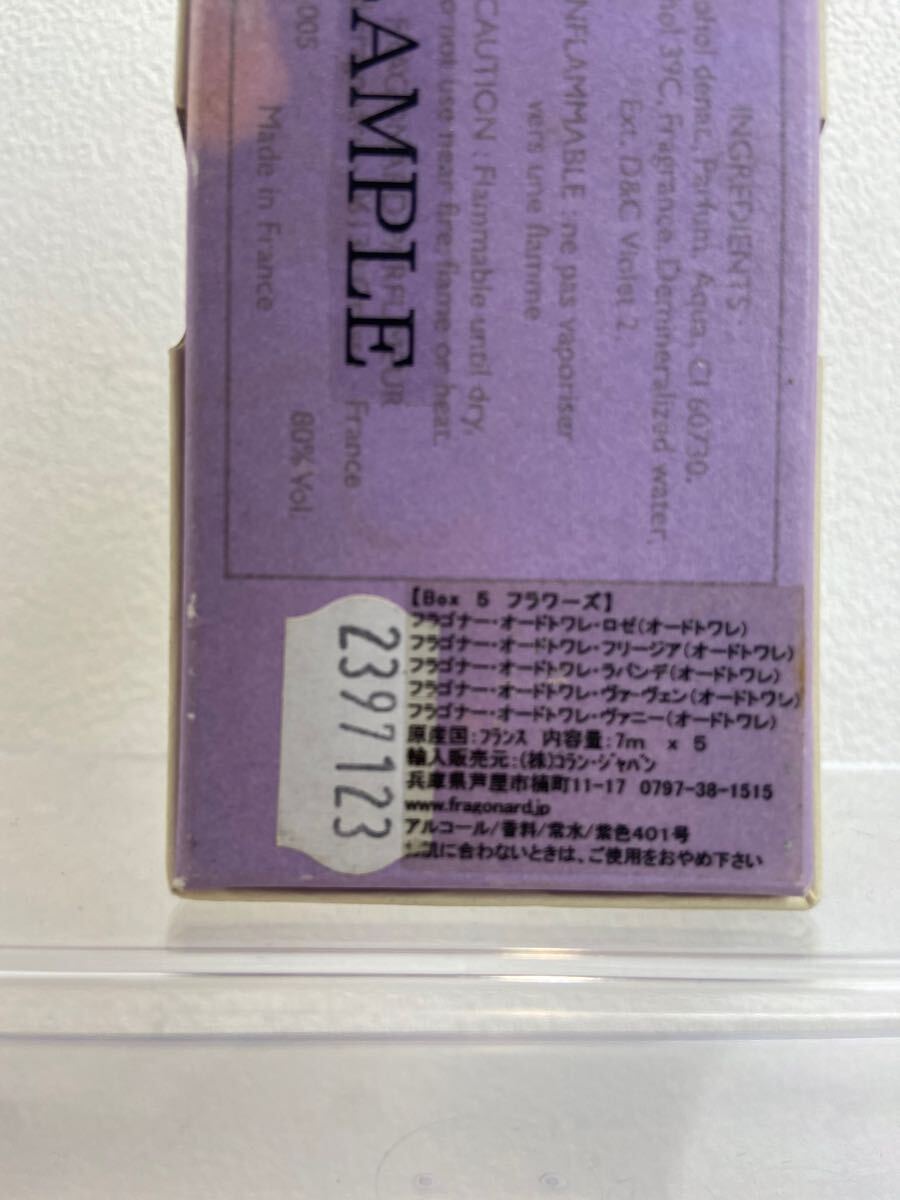 INGREDIENTS :
denat., Parfum, Aqua, CI 60730.
39C, Fragrance, Demineralized water,
Ext. D&C Violet 2.
INFLAMMABLE : ne pas vaporiser
vers une flamme
CAUTION : Flammable until dry,
not use near fire, flame or heat.
AMPLE
France
80% Vol.
Made in France
005
2397123
【Box 5 フラワーズ】
フラゴナー・オードトワレ・ロゼ(オードトワレ)
フラゴナー・オードトワレ・フリージア(オードトワレ)
フラゴナー・オードトワレ・ラバンデ(オードトワレ)
フラゴナー・オードトワレ・ヴァーヴェン(オードトワレ)
フラゴナー・オードトワレ・ヴァニー(オードトワレ)
原産国:フランス 内容量:7m x 5
輸入販売元:(株)コラン・ジャパン
兵庫県芦屋市楠町11-17 0797-38-1515
www.fragonard.jp
アルコール/香料/常水/紫色401号
お肌に合わないときは、ご使用をおやめ下さい